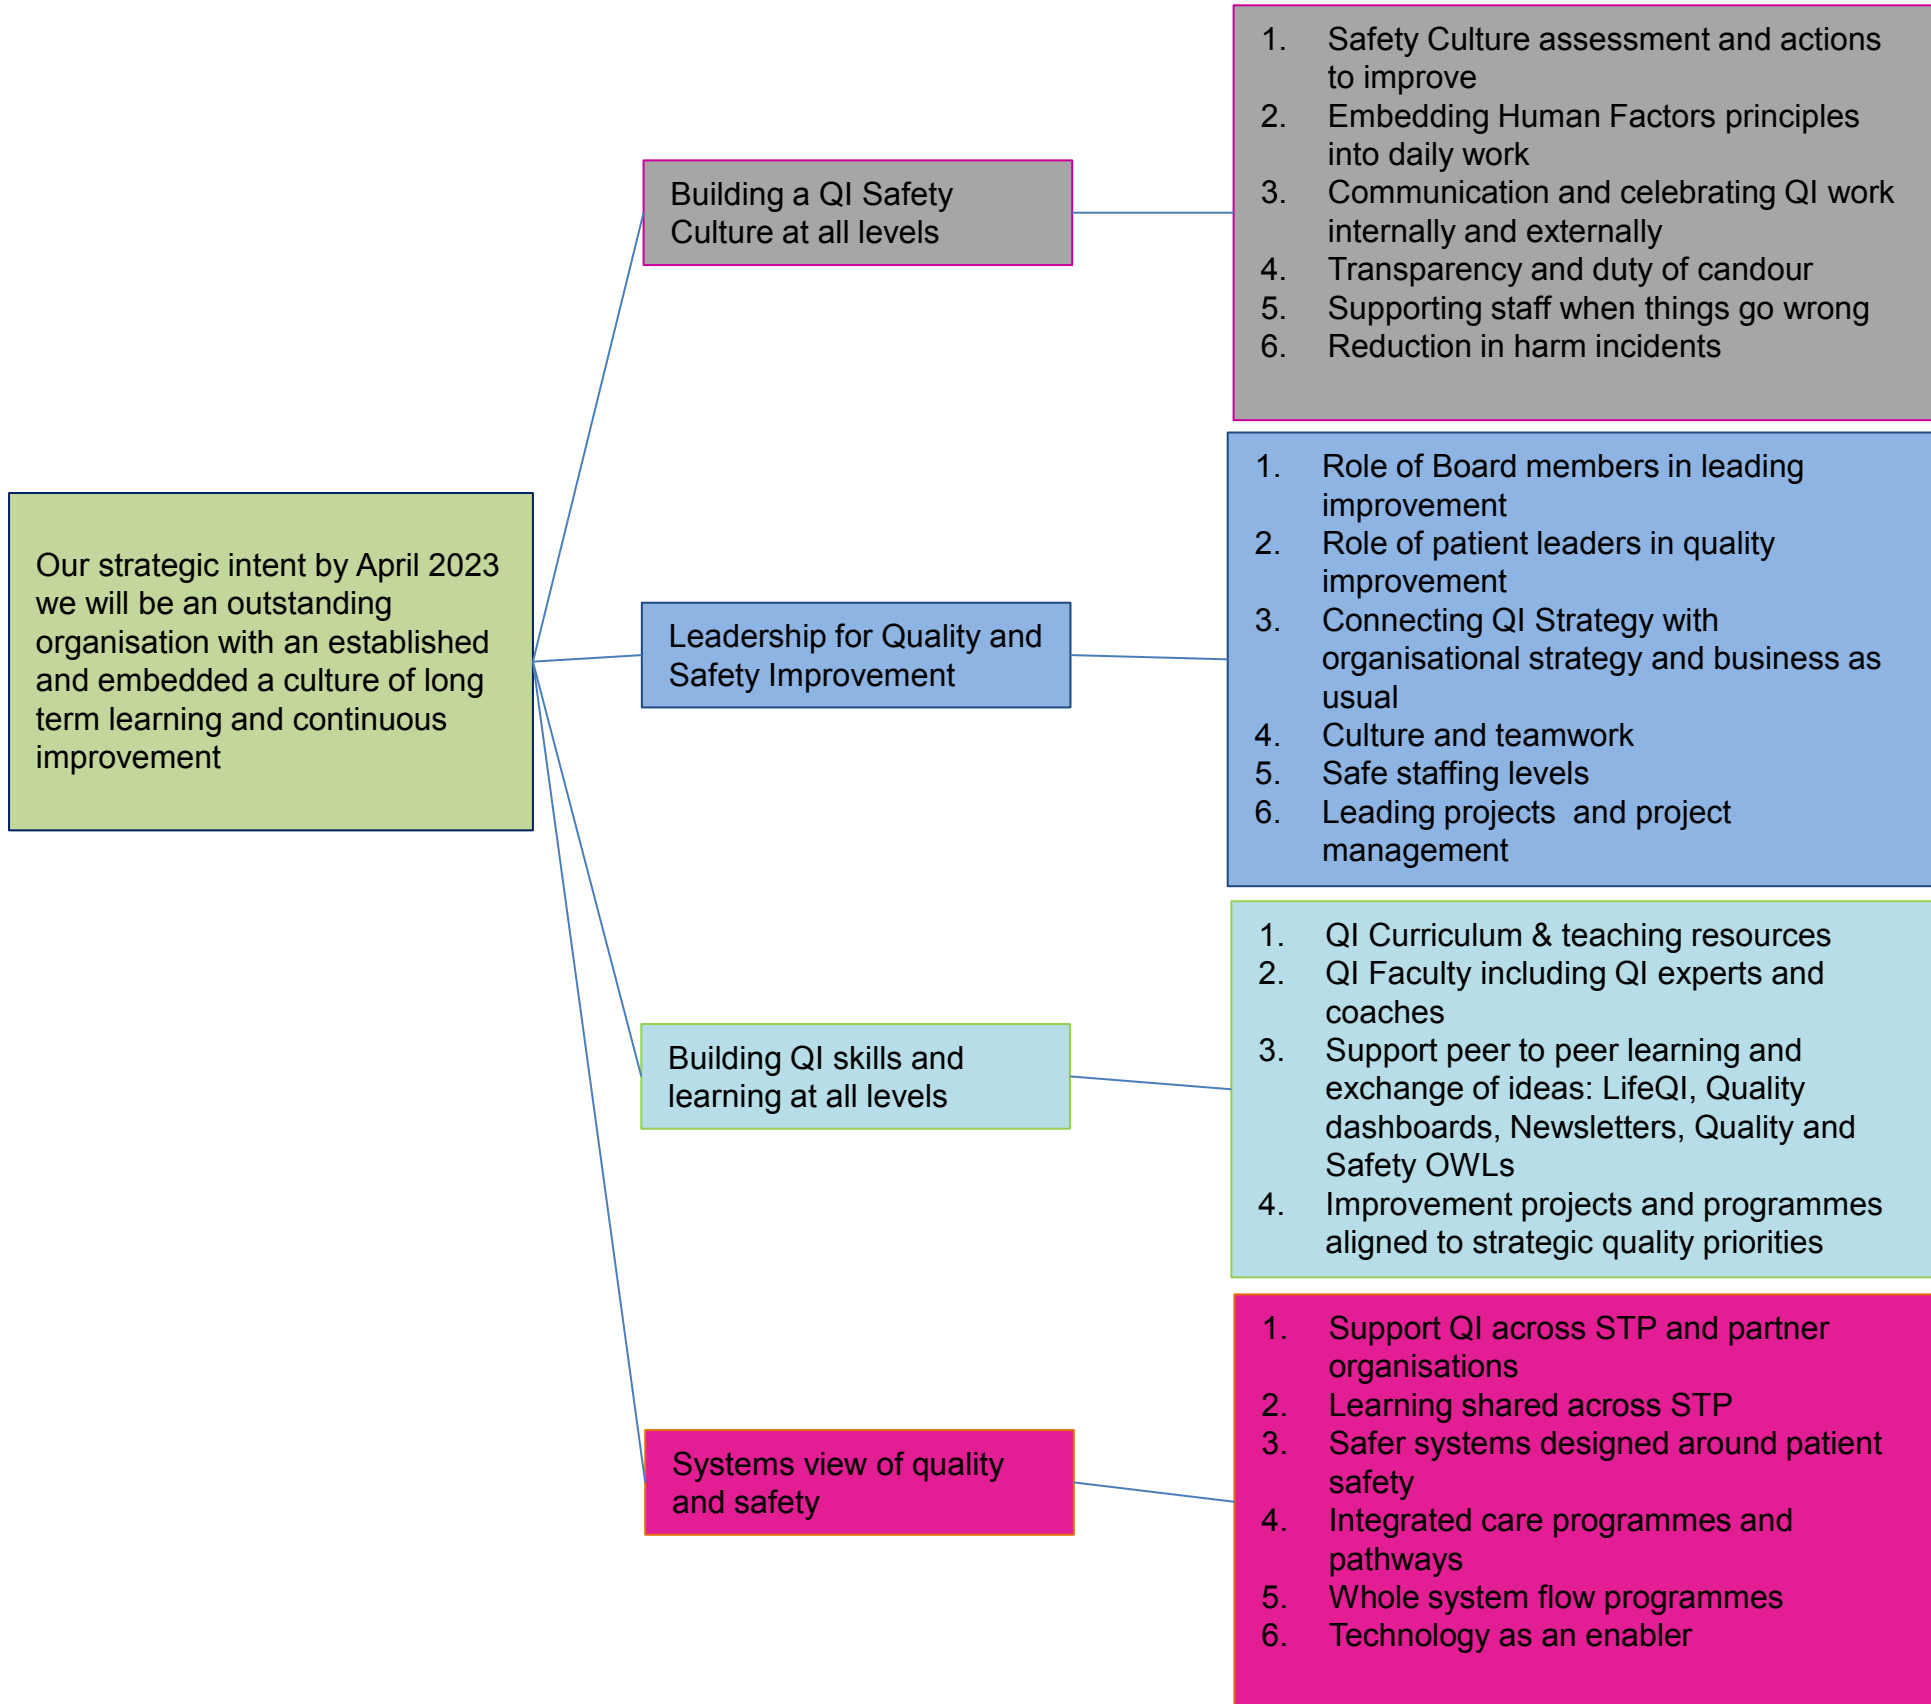 Our strategic intent by April 2023
we will be an outstanding
organisation with an established
and embedded a culture of long
term learning and continuous
improvement
Building a QI Safety
Culture at all levels
1. Safety Culture assessment and actions
to improve
2. Embedding Human Factors principles
into daily work
3. Communication and celebrating QI work
internally and externally
4. Transparency and duty of candour
5. Supporting staff when things go wrong
6. Reduction in harm incidents
Leadership for Quality and
Safety Improvement
1. Role of Board members in leading
improvement
2. Role of patient leaders in quality
improvement
3. Connecting QI Strategy with
organisational strategy and business as
usual
4. Culture and teamwork
5. Safe staffing levels
6. Leading projects  and project
management
Building QI skills and
learning at all levels
1. QI Curriculum & teaching resources
2. QI Faculty including QI experts and
coaches
3. Support peer to peer learning and
exchange of ideas: LifeQI, Quality
dashboards, Newsletters, Quality and
Safety OWLs
4. Improvement projects and programmes
aligned to strategic quality priorities
Systems view of quality
and safety
1. Support QI across STP and partner
organisations
2. Learning shared across STP
3. Safer systems designed around patient
safety
4. Integrated care programmes and
pathways
5. Whole system flow programmes
6. Technology as an enabler